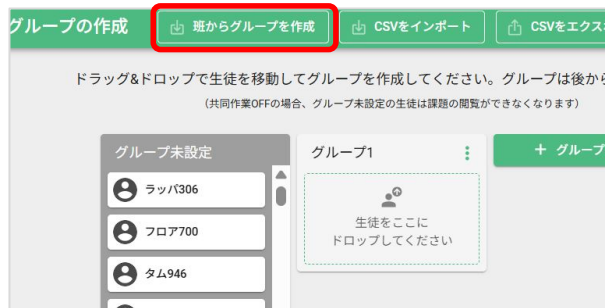 グループの作成
班からグループを作成
CSVをインポート
CSVをエクス
ドラッグ&ドロップで生徒を移動してグループを作成してください。グループは後から
(共同作業OFFの場合、グループ未設定の生徒は課題の閲覧ができなくなります)
グループ未設定
グループ1
+ グループ
ラッパ306
生徒をここに
ドロップしてください
フロア700
タム946